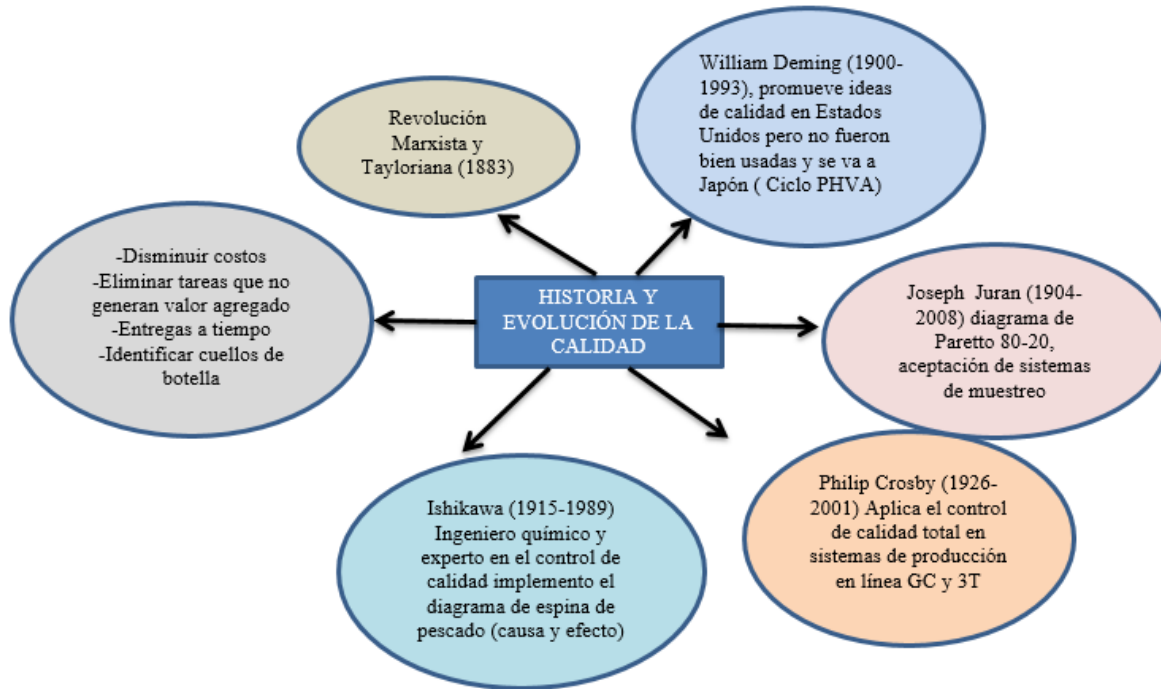 William Deming (1900-
1993), promueve ideas
de calidad en Estados
Unidos pero no fueron
bien usadas y se va a
Japón ( Ciclo PHVA)
Revolución
Marxista y
Tayloriana (1883)
-Disminuir costos
-Eliminar tareas que no
generan valor agregado
-Entregas a tiempo
-Identificar cuellos de
botella
HISTORIA Y
EVOLUCIÓN DE LA
CALIDAD
Joseph Juran (1904-
2008) diagrama de
Paretto 80-20,
aceptación de sistemas
de muestreo
Ishikawa (1915-1989)
Ingeniero químico y
experto en el control de
calidad implemento el
diagrama de espina de
pescado (causa y efecto)
Philip Crosby (1926-
2001) Aplica el control
de calidad total en
sistemas de producción
en línea GC y 3T